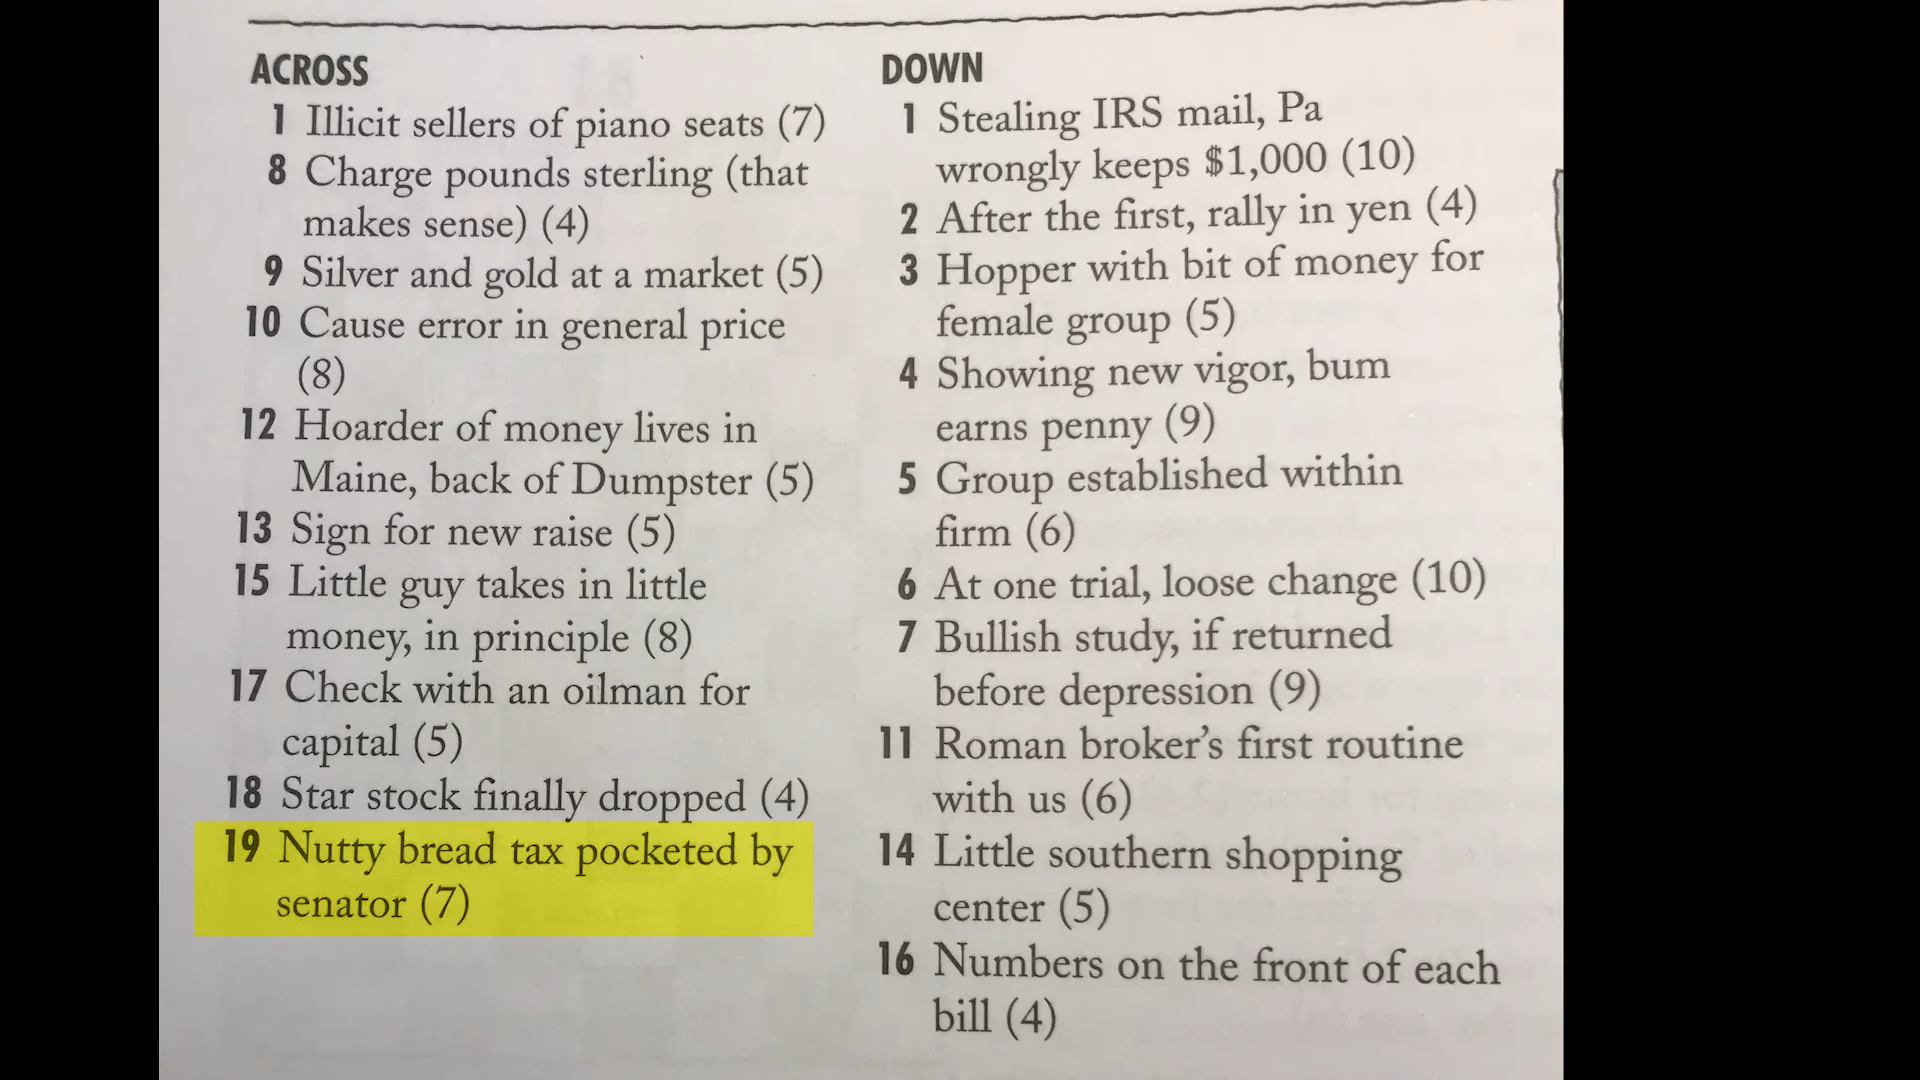 ACROSS
1 Illicit sellers of piano seats (7)
8 Charge pounds sterling (that
makes sense) (4)
9 Silver and gold at a market (5)
10 Cause error in general price
(8)
12 Hoarder of money lives in
Maine, back of Dumpster (5)
13 Sign for new raise (5)
15 Little guy takes in little
money, in principle (8)
17 Check with an oilman for
capital (5)
18 Star stock finally dropped (4)
19 Nutty bread tax pocketed by
senator (7)
DOWN
1 Stealing IRS mail, Pa
wrongly keeps $1,000 (10)
2 After the first, rally in yen (4)
3 Hopper with bit of money for
female group (5)
4 Showing new vigor, bum
earns penny (9)
5 Group established within
firm (6)
6 At one trial, loose change (10)
7 Bullish study, if returned
before depression (9)
11 Roman broker's first routine
with us (6)
14 Little southern shopping
center (5)
16 Numbers on the front of each
bill (4)